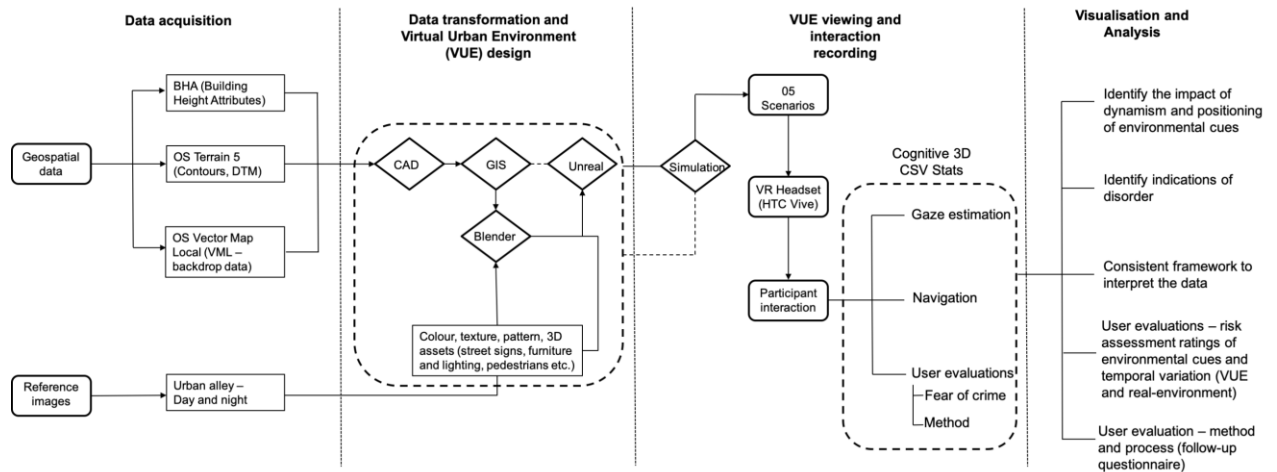 Data acquisition
Data transformation and
Virtual Urban Environment
(VUE) design
VUE viewing and
interaction
recording
Visualisation and
Analysis
Geospatial
data
BHA (Building
Height Attributes)
OS Terrain 5
(Contours, DTM)
OS Vector Map
Local (VML –
backdrop data)
Reference
images
Urban alley –
Day and night
CAD
GIS
Unreal
Blender
Colour, texture, pattern, 3D
assets (street signs, furniture
and lighting, pedestrians etc.)
Simulation
05
Scenarios
VR Headset
(HTC Vive)
Participant
interaction
Cognitive 3D
CSV Stats
Gaze estimation
Navigation
User evaluations
Fear of crime
Method
Identify the impact of
dynamism and positioning
of environmental cues
Identify indications of
disorder
Consistent framework to
interpret the data
User evaluations – risk
assessment ratings of
environmental cues and
temporal variation (VUE
and real-environment)
User evaluation – method
and process (follow-up
questionnaire)